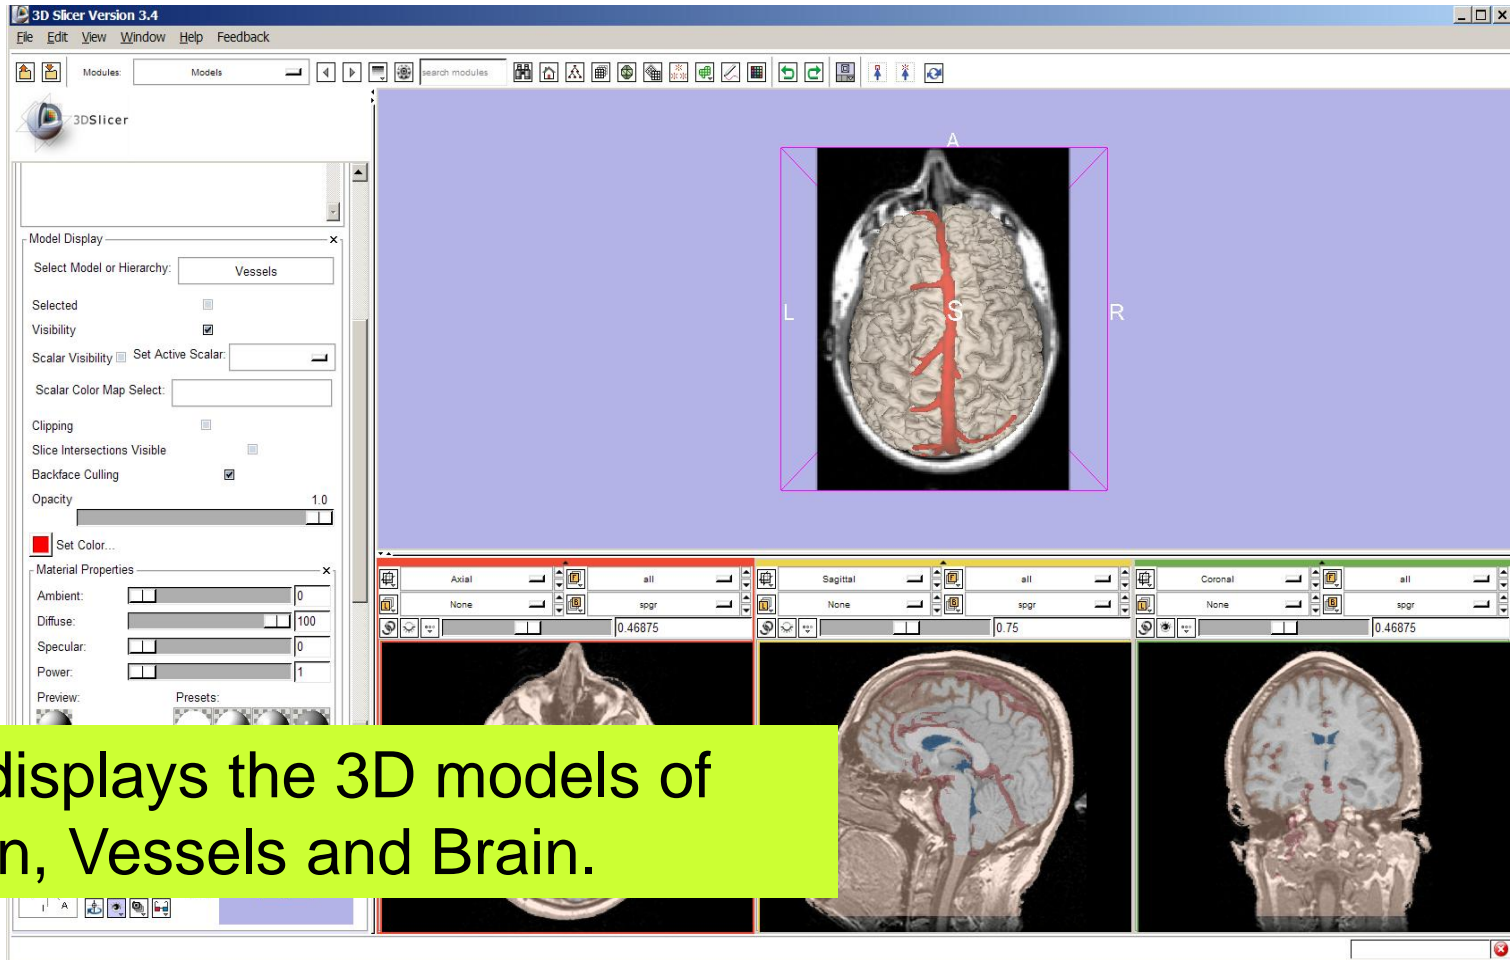 3D Slicer Version 3.4
File Edit View Window Help Feedback
Modules: Models search modules
3DSlicer
Model Display
Select Model or Hierarchy: Vessels
Selected
Visibility
Scalar Visibility Set Active Scalar:
Scalar Color Map Select:
Clipping
Slice Intersections Visible
Backface Culling
Opacity 1.0
Set Color...
Material Properties
Ambient: 0
Diffuse: 100
Specular: 0
Power: 1
Preview: Presets:
A
L S R
Axial all
None spgr
0.46875
Sagittal all
None spgr
0.75
Coronal all
None spgr
0.46875
displays the 3D models of
n, Vessels and Brain.
I A